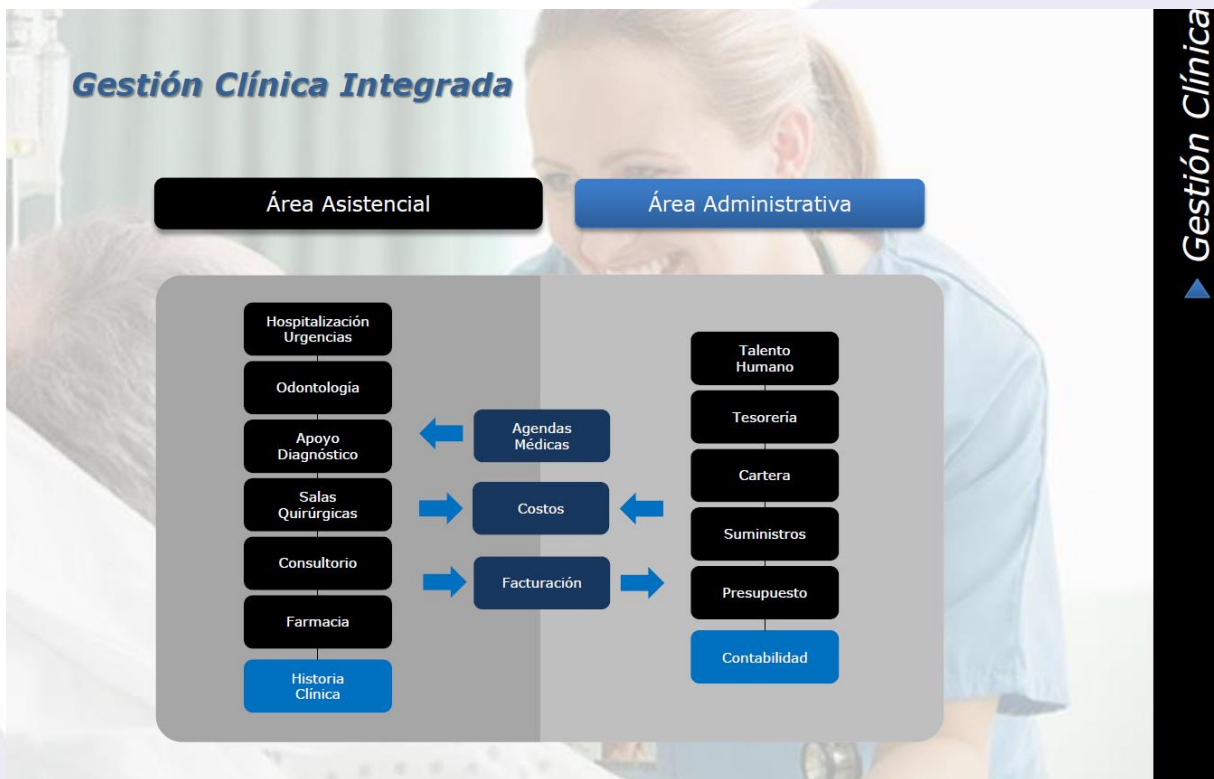 Gestión Clínica Integrada
Área Asistencial
Área Administrativa
Hospitalización
Urgencias
Odontología
Apoyo
Diagnóstico
Salas
Quirúrgicas
Consultorio
Farmacia
Historia
Clínica
Agendas
Médicas
Costos
Facturación
Talento
Humano
Tesorería
Cartera
Suministros
Presupuesto
Contabilidad
Gestión Clínica